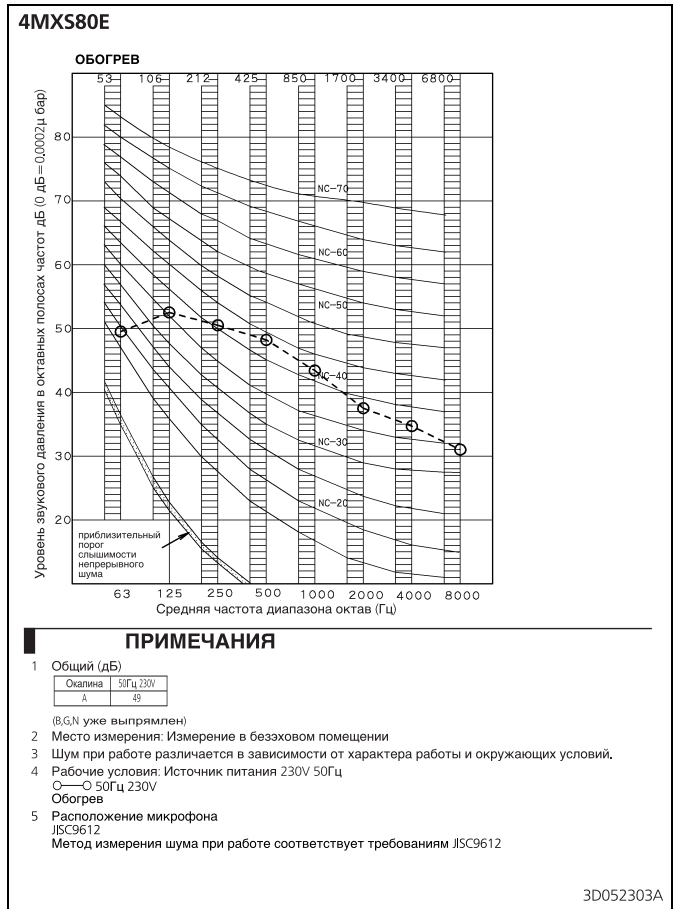 4MXS80E
ОБОГРЕВ
53 106 212 425 850 1700 3400 6800
Уровень звукового давления в октавных полосах частот дБ (0 дБ = 0,0002μ бар)
80
70
60
50
40
30
20
NC-70
NC-60
NC-50
NC-40
NC-30
NC-20
приблизительный
порог
слышимости
непрерывного
шума
63 125 250 500 1000 2000 4000 8000
Средняя частота диапазона октав (Гц)
ПРИМЕЧАНИЯ
1 Общий (дБ)
Окалина 50Гц 230V
A 49
(B,G,N уже выпрямлен)
2 Место измерения: Измерение в безэховом помещении
3 Шум при работе различается в зависимости от характера работы и окружающих условий.
4 Рабочие условия: Источник питания 230V 50Гц
50Гц 230V
Обогрев
5 Расположение микрофона
JISC9612
Метод измерения шума при работе соответствует требованиям JISC9612
3D052303A